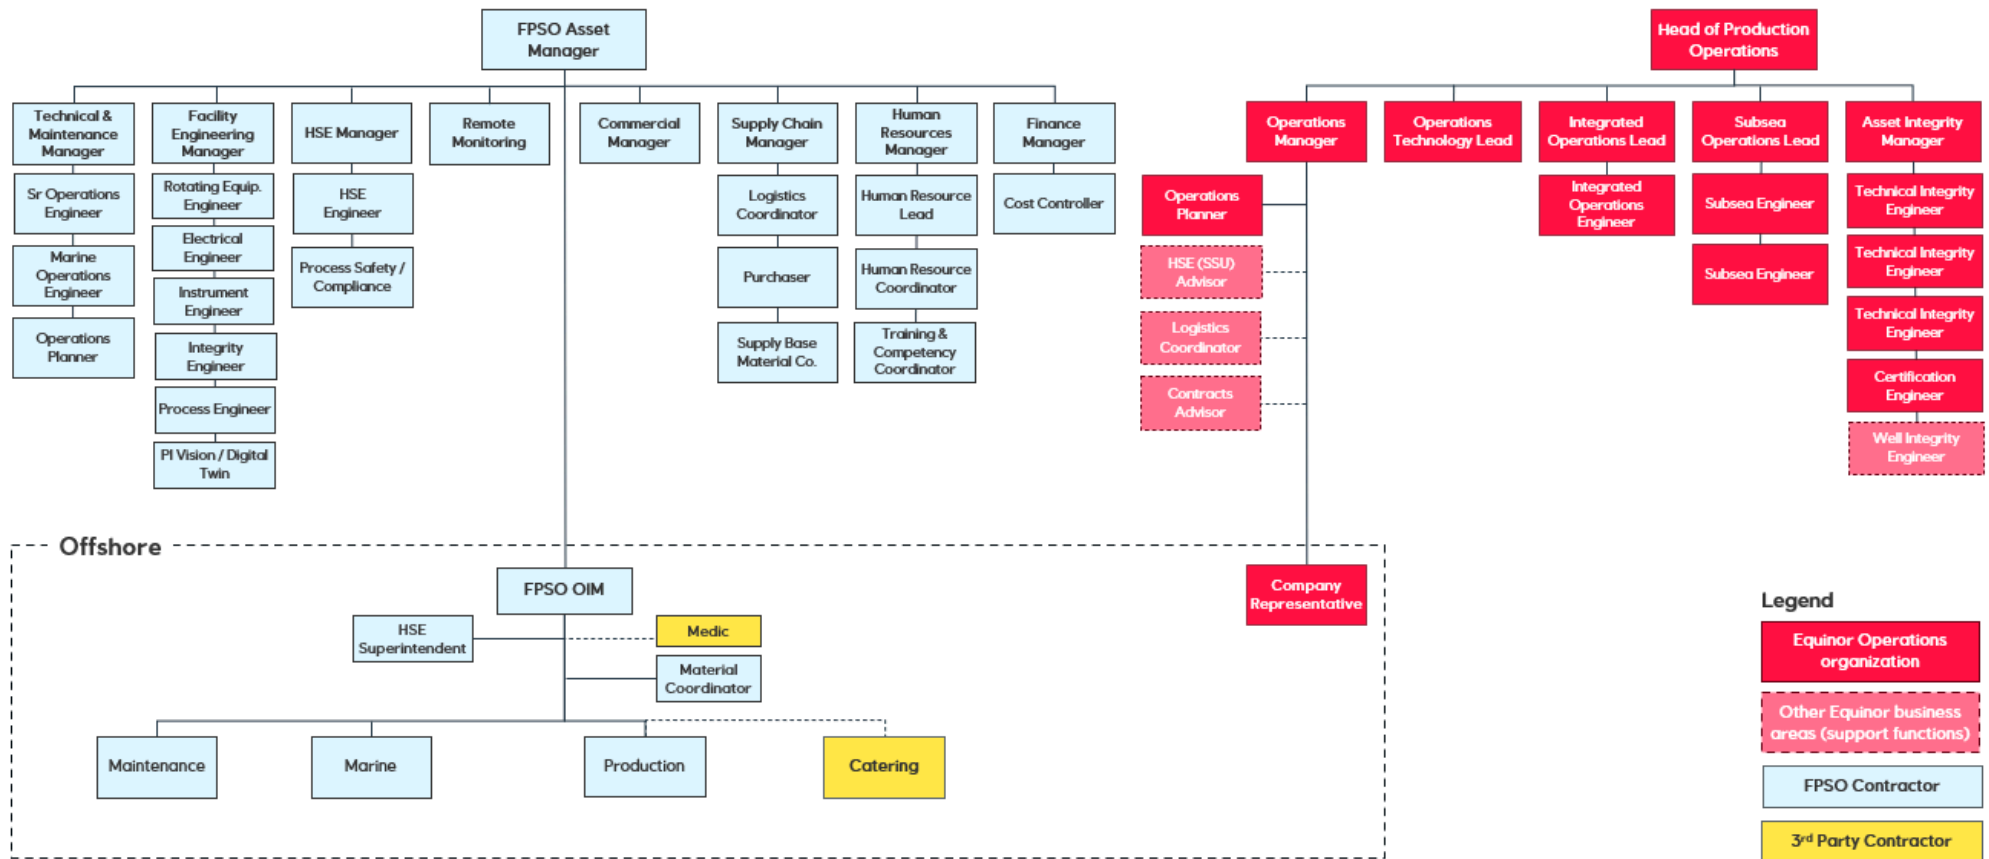 FPSO Asset
Manager
Head of Production
Operations
Technical &
Maintenance
Manager
Facility
Engineering
Manager
HSE Manager
Remote
Monitoring
Commercial
Manager
Supply Chain
Manager
Human
Resources
Manager
Finance
Manager
Operations
Manager
Operations
Technology Lead
Integrated
Operations Lead
Subsea
Operations Lead
Asset Integrity
Manager
Sr Operations
Engineer
Marine
Operations
Engineer
Operations
Planner
Rotating Equip.
Engineer
Electrical
Engineer
Instrument
Engineer
Integrity
Engineer
Process Engineer
PI Vision / Digital
Twin
HSE
Engineer
Process Safety /
Compliance
Logistics
Coordinator
Purchaser
Supply Base
Material Co.
Human Resource
Lead
Human Resource
Coordinator
Training &
Competency
Coordinator
Cost Controller
Operations
Planner
HSE (SSU)
Advisor
Logistics
Coordinator
Contracts
Advisor
Integrated
Operations
Engineer
Subsea Engineer
Subsea Engineer
Technical Integrity
Engineer
Technical Integrity
Engineer
Technical Integrity
Engineer
Certification
Engineer
Well Integrity
Engineer
Offshore
FPSO OIM
Company
Representative
HSE
Superintendent
Medic
Material
Coordinator
Maintenance
Marine
Production
Catering
Legend
Equinor Operations
organization
Other Equinor business
areas (support functions)
FPSO Contractor
3rd Party Contractor